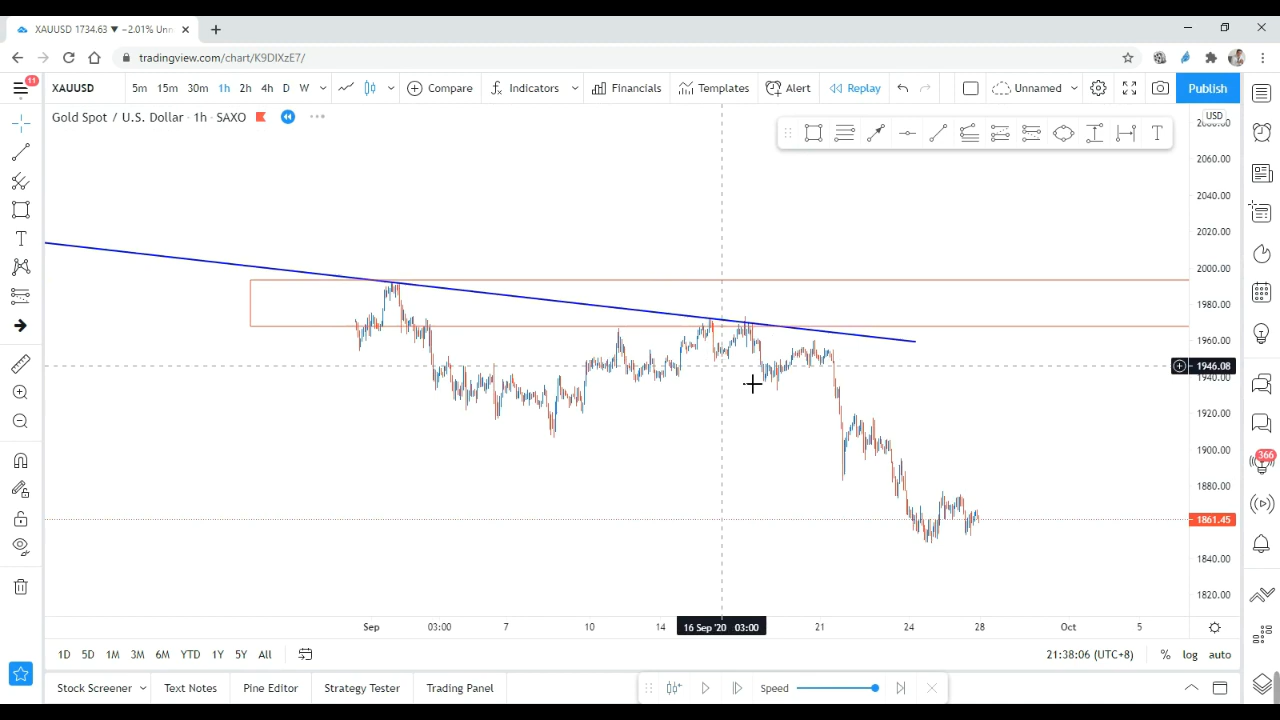 XAUUSD 1734.63 ▼ −2.01% Unn
tradingview.com/chart/K9DIXzE7/
11
XAUUSD 5m 15m 30m 1h 2h 4h D W Compare Indicators Financials Templates Alert Replay Unnamed Publish
Gold Spot / U.S. Dollar · 1h · SAXO
USD
2060.00
2040.00
2020.00
2000.00
1980.00
1960.00
1946.08
1940.00
1920.00
1900.00
366
1880.00
1861.45
1840.00
1820.00
Sep 03:00 7 10 14 16 Sep '20 03:00 21 24 28 Oct 5
1D 5D 1M 3M 6M YTD 1Y 5Y All 21:38:06 (UTC+8) % log auto
Stock Screener Text Notes Pine Editor Strategy Tester Trading Panel Speed